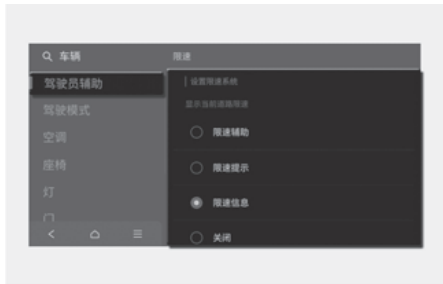 车辆
限速
驾驶员辅助
设置限速系统
驾驶模式
显示当前道路限速
空调
限速辅助
座椅
限速提示
灯
限速信息
门
关闭